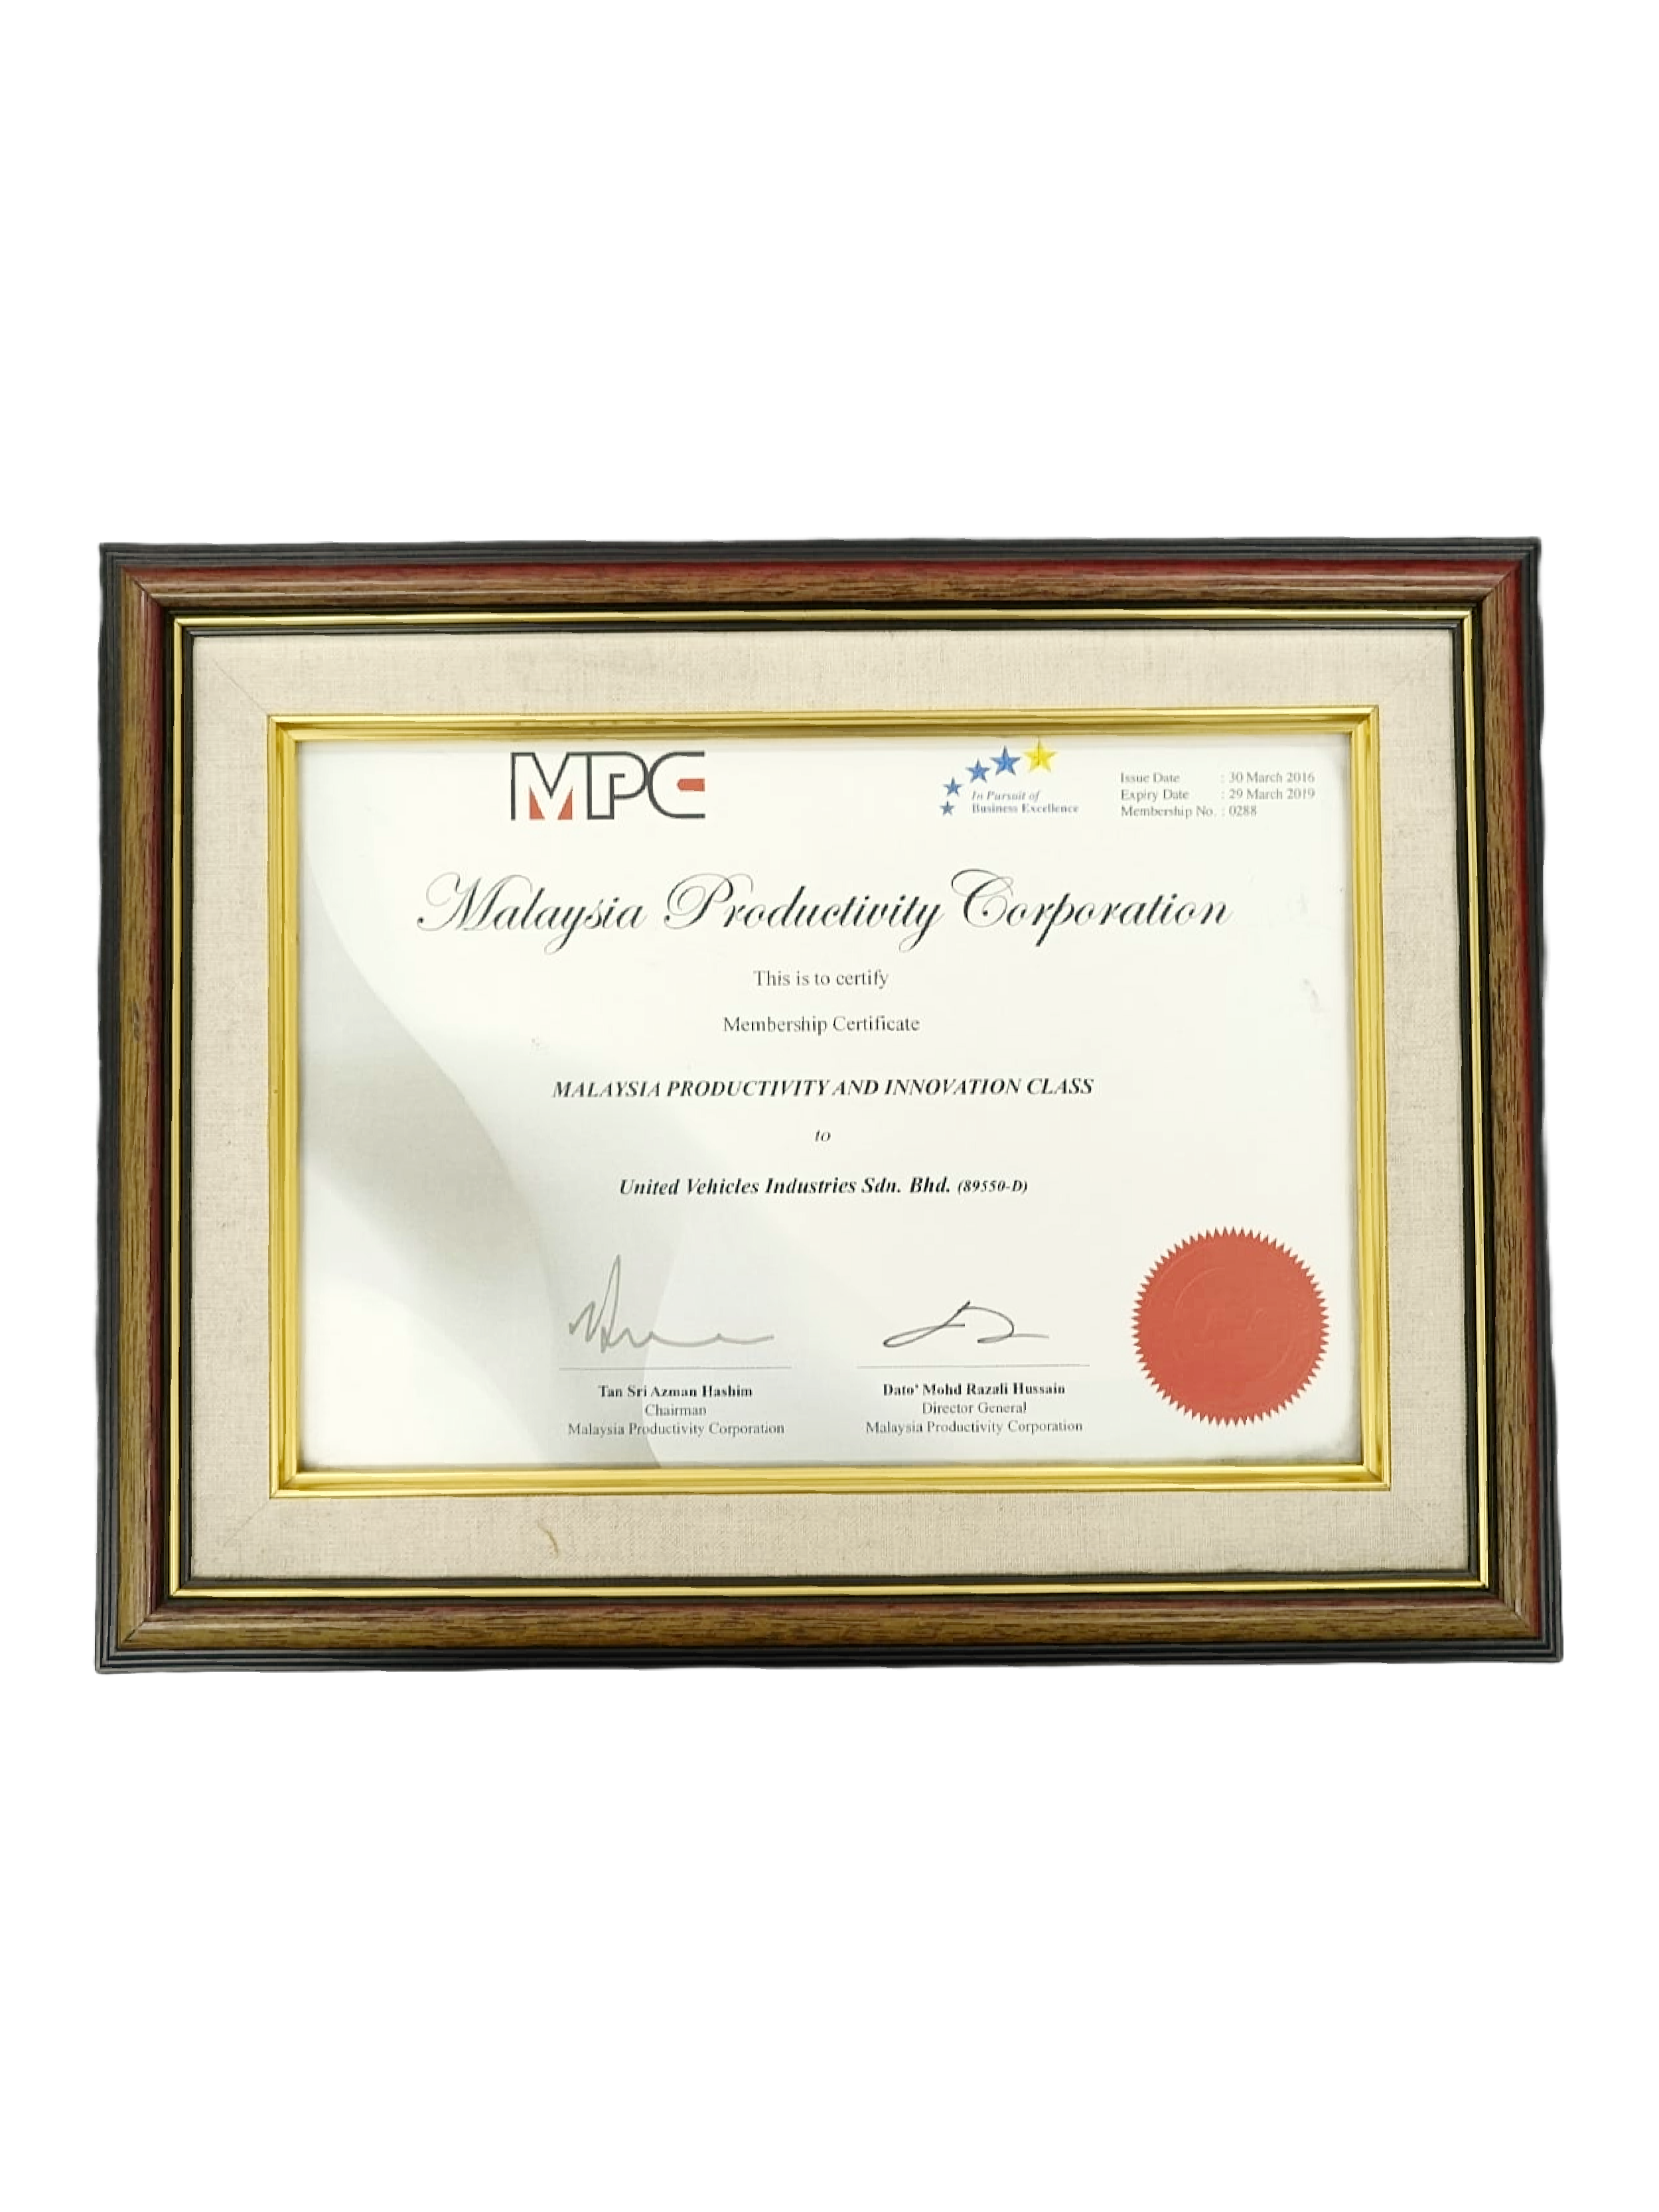 MPC
In Pursuit of
Business Excellence
Issue Date : 30 March 2016
Expiry Date : 29 March 2019
Membership No. : 0288
Malaysia Productivity Corporation
This is to certify
Membership Certificate
MALAYSIA PRODUCTIVITY AND INNOVATION CLASS
to
United Vehicles Industries Sdn. Bhd. (89550-D)
Tan Sri Azman Hashim
Chairman
Malaysia Productivity Corporation
Dato' Mohd Razali Hussain
Director General
Malaysia Productivity Corporation